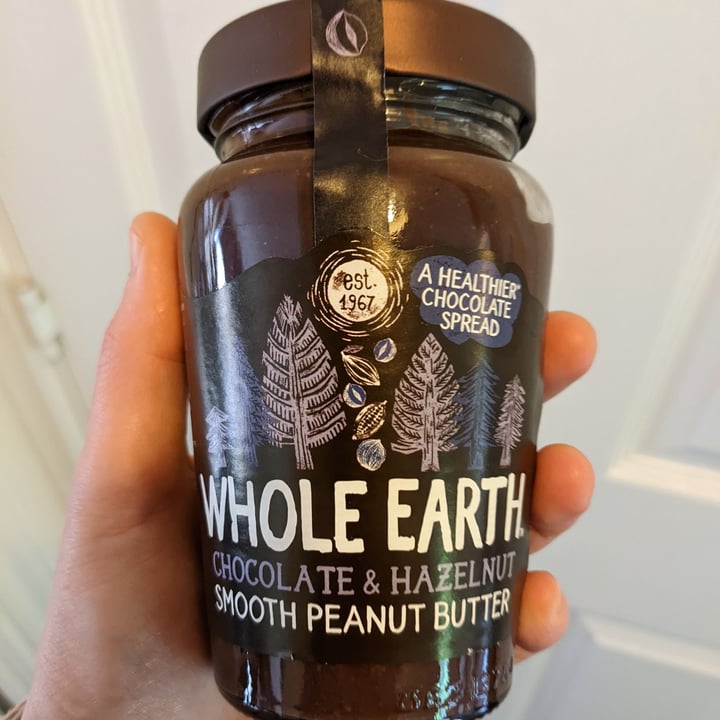 est.
1967
A HEALTHIER*
CHOCOLATE
SPREAD
WHOLE EARTH.
CHOCOLATE & HAZELNUT
SMOOTH PEANUT BUTTER